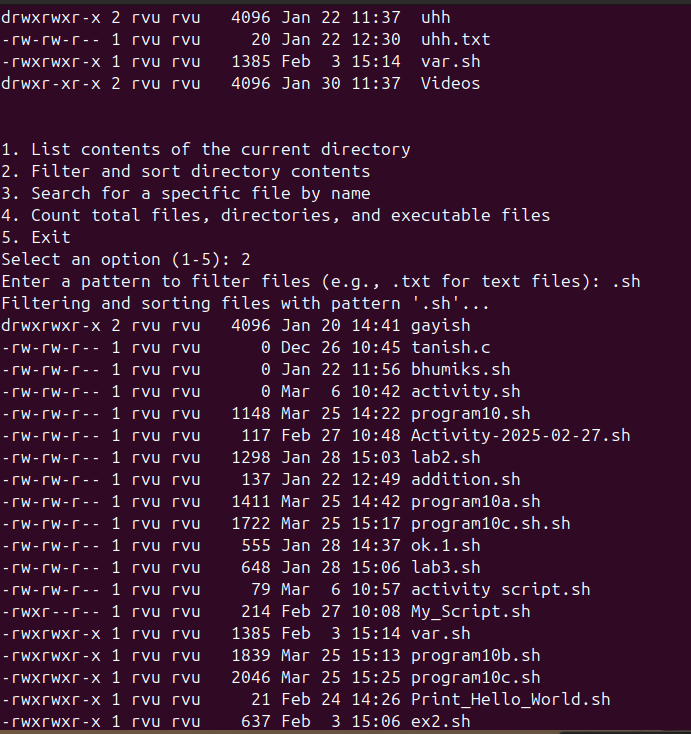 drwxrwxr-x 2 rvu rvu   4096 Jan 22 11:37  uhh
-rw-rw-r-- 1 rvu rvu     20 Jan 22 12:30  uhh.txt
-rwxrwxr-x 1 rvu rvu   1385 Feb  3 15:14  var.sh
drwxr-xr-x 2 rvu rvu   4096 Jan 30 11:37  Videos
1. List contents of the current directory
2. Filter and sort directory contents
3. Search for a specific file by name
4. Count total files, directories, and executable files
5. Exit
Select an option (1-5): 2
Enter a pattern to filter files (e.g., .txt for text files): .sh
Filtering and sorting files with pattern '.sh'...
drwxrwxr-x 2 rvu rvu   4096 Jan 20 14:41 gayish
-rw-rw-r-- 1 rvu rvu      0 Dec 26 10:45 tanish.c
-rw-rw-r-- 1 rvu rvu      0 Jan 22 11:56 bhumiks.sh
-rw-rw-r-- 1 rvu rvu      0 Mar  6 10:42 activity.sh
-rw-rw-r-- 1 rvu rvu   1148 Mar 25 14:22 program10.sh
-rw-rw-r-- 1 rvu rvu    117 Feb 27 10:48 Activity-2025-02-27.sh
-rw-rw-r-- 1 rvu rvu   1298 Jan 28 15:03 lab2.sh
-rw-rw-r-- 1 rvu rvu    137 Jan 22 12:49 addition.sh
-rw-rw-r-- 1 rvu rvu   1411 Mar 25 14:42 program10a.sh
-rw-rw-r-- 1 rvu rvu   1722 Mar 25 15:17 program10c.sh.sh
-rw-rw-r-- 1 rvu rvu    555 Jan 28 14:37 ok.1.sh
-rw-rw-r-- 1 rvu rvu    648 Jan 28 15:06 lab3.sh
-rw-rw-r-- 1 rvu rvu     79 Mar  6 10:57 activity script.sh
-rwxr--r-- 1 rvu rvu    214 Feb 27 10:08 My_Script.sh
-rwxrwxr-x 1 rvu rvu   1385 Feb  3 15:14 var.sh
-rwxrwxr-x 1 rvu rvu   1839 Mar 25 15:13 program10b.sh
-rwxrwxr-x 1 rvu rvu   2046 Mar 25 15:25 program10c.sh
-rwxrwxr-x 1 rvu rvu     21 Feb 24 14:26 Print_Hello_World.sh
-rwxrwxr-x 1 rvu rvu    637 Feb  3 15:06 ex2.sh